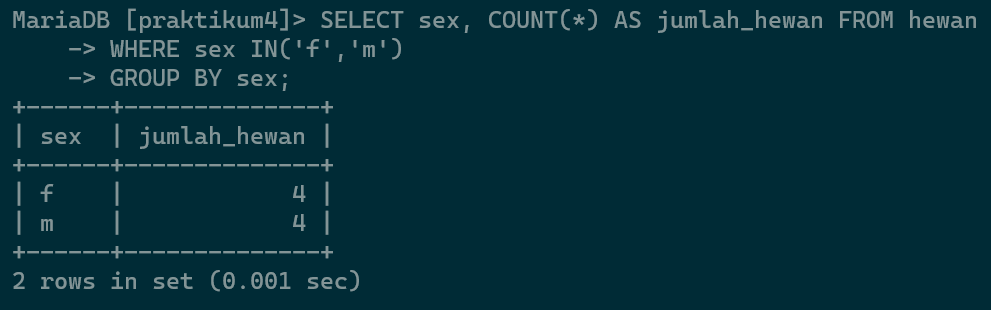 MariaDB [praktikum4]> SELECT sex, COUNT(*) AS jumlah_hewan FROM hewan
    -> WHERE sex IN('f','m')
    -> GROUP BY sex;
+------+--------------+
| sex  | jumlah_hewan |
+------+--------------+
| f    |            4 |
| m    |            4 |
+------+--------------+
2 rows in set (0.001 sec)